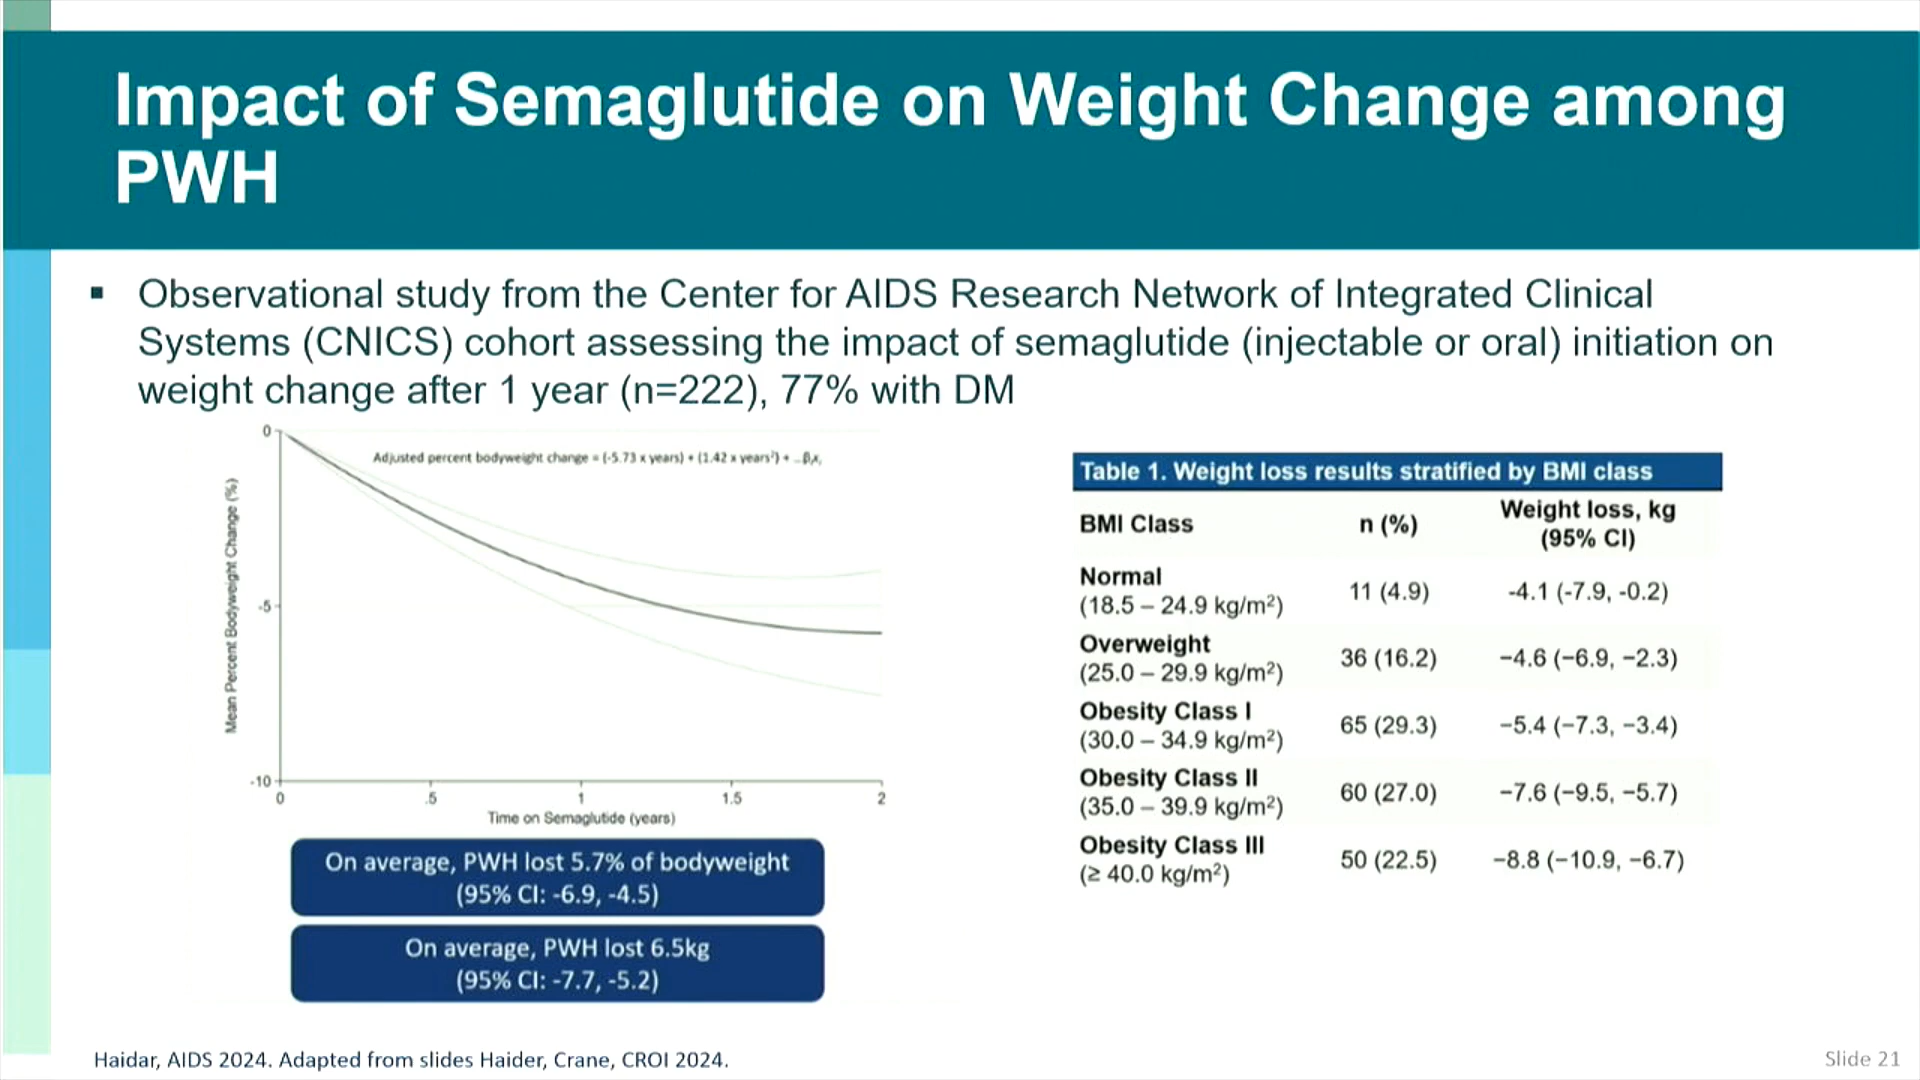 Impact of Semaglutide on Weight Change among
PWH
▪ Observational study from the Center for AIDS Research Network of Integrated Clinical
Systems (CNICS) cohort assessing the impact of semaglutide (injectable or oral) initiation on
weight change after 1 year (n=222), 77% with DM
Mean Percent Bodyweight Change (%)
0
-5
-10
Adjusted percent bodyweight change = (-5.73 x years) + (1.42 x years²) +
0 .5 1 1.5 2
Time on Semaglutide (years)
On average, PWH lost 5.7% of bodyweight
(95% CI: -6.9, -4.5)
On average, PWH lost 6.5kg
(95% CI: -7.7, -5.2)
Table 1. Weight loss results stratified by BMI class
BMI Class n (%) Weight loss, kg
(95% CI)
Normal
(18.5 – 24.9 kg/m²) 11 (4.9) -4.1 (-7.9, -0.2)
Overweight
(25.0 – 29.9 kg/m²) 36 (16.2) −4.6 (−6.9, −2.3)
Obesity Class I
(30.0 – 34.9 kg/m²) 65 (29.3) −5.4 (−7.3, −3.4)
Obesity Class II
(35.0 – 39.9 kg/m²) 60 (27.0) −7.6 (−9.5, −5.7)
Obesity Class III
(≥ 40.0 kg/m²) 50 (22.5) −8.8 (−10.9, −6.7)
Haidar, AIDS 2024. Adapted from slides Haider, Crane, CROI 2024.
Slide 21